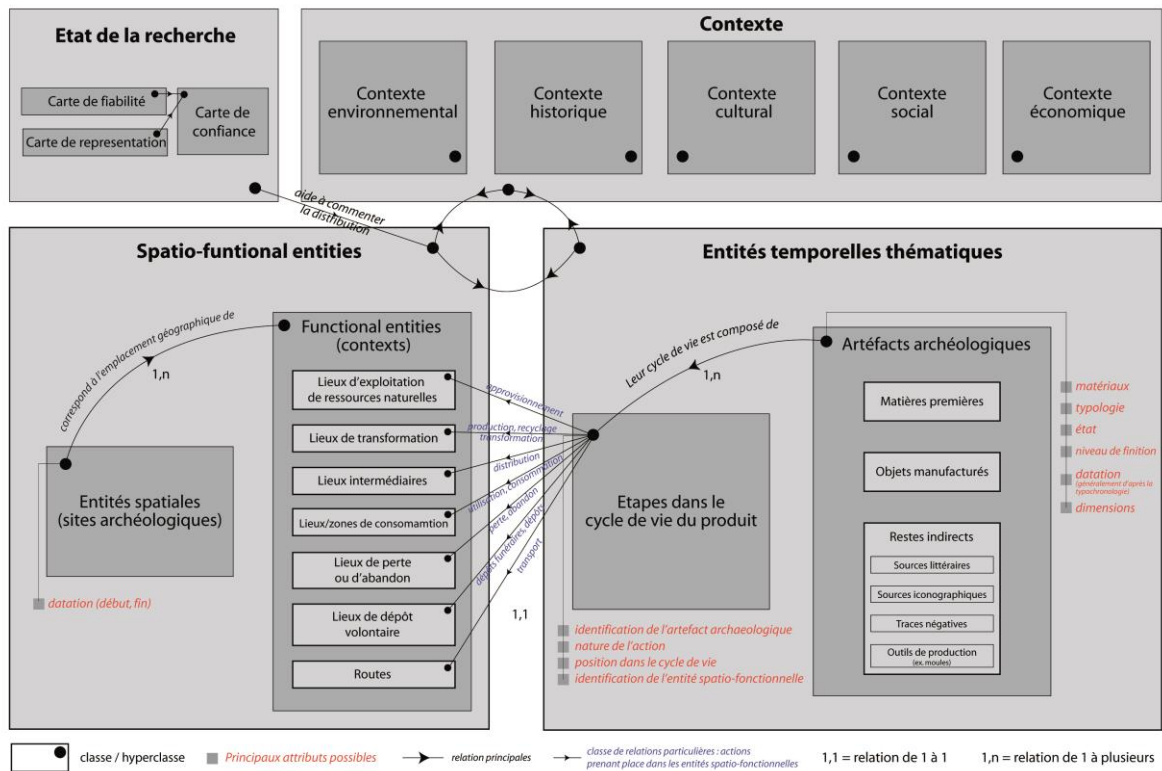 Etat de la recherche
Carte de fiabilité
Carte de representation
Carte de
confiance
Contexte
Contexte
environnemental
Contexte
historique
Contexte
cultural
Contexte
social
Contexte
économique
aide à commenter
la distribution
Spatio-funtional entities
correspond à l'emplacement géographique de
1,n
Entités spatiales
(sites archéologiques)
datation (début, fin)
Functional entities
(contexts)
Lieux d'exploitation
de ressources naturelles
Lieux de transformation
Lieux intermédiaires
Lieux/zones de consomamtion
Lieux de perte
ou d'abandon
Lieux de dépôt
volontaire
Routes
approvisionnement
production, recyclage
transformation
distribution
utilisation, consommation
perte, abandon
dépôts funéraires, dépôts
transport
1,1
Entités temporelles thématiques
Leur cycle de vie est composé de
1,n
Etapes dans le
cycle de vie du produit
identification de l'artefact archaeologique
nature de l'action
position dans le cycle de vie
identification de l'entité spatio-fonctionnelle
Artéfacts archéologiques
Matières premières
Objets manufacturés
Restes indirects
Sources littéraires
Sources iconographiques
Traces négatives
Outils de production
(ex. moules)
matériaux
typologie
état
niveau de finition
datation
(généralement d'après la
typochronologie)
dimensions
classe / hyperclasse
Principaux attributs possibles
relation principales
classe de relations particulières : actions
prenant place dans les entités spatio-fonctionnelles
1,1 = relation de 1 à 1
1,n = relation de 1 à plusieurs